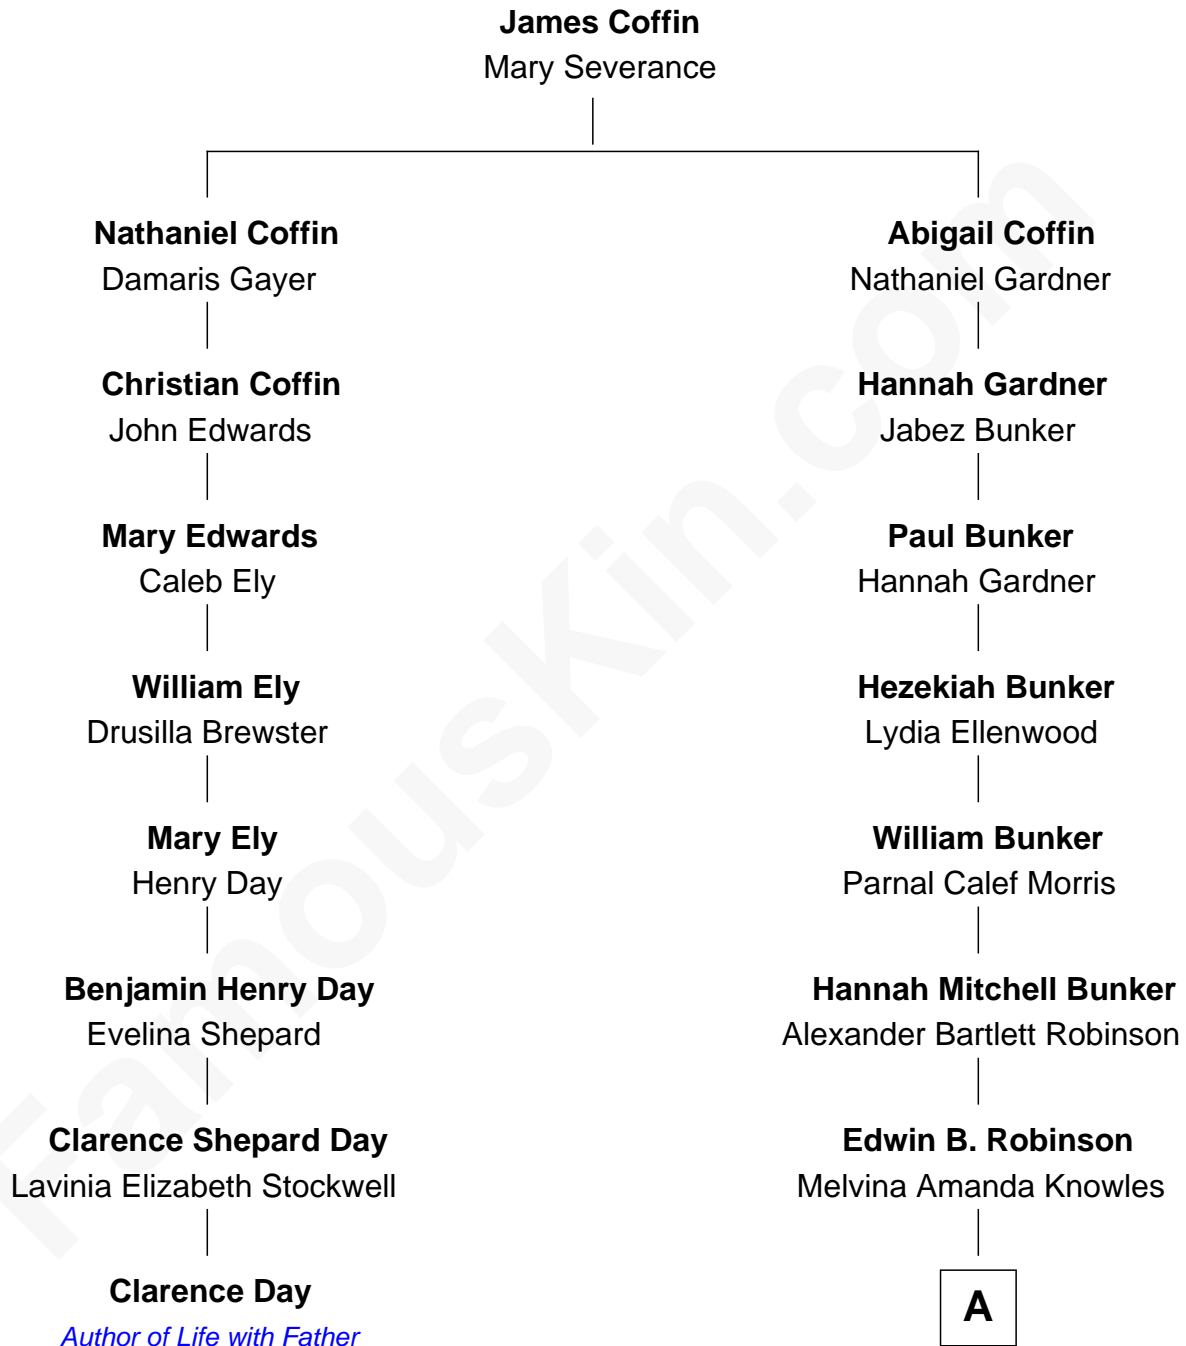 James Coffin
Mary Severance
Nathaniel Coffin
Damaris Gayer
Abigail Coffin
Nathaniel Gardner
Christian Coffin
John Edwards
Hannah Gardner
Jabez Bunker
Mary Edwards
Caleb Ely
Paul Bunker
Hannah Gardner
William Ely
Drusilla Brewster
Hezekiah Bunker
Lydia Ellenwood
Mary Ely
Henry Day
William Bunker
Parnal Calef Morris
Benjamin Henry Day
Evelina Shepard
Hannah Mitchell Bunker
Alexander Bartlett Robinson
Clarence Shepard Day
Lavinia Elizabeth Stockwell
Edwin B. Robinson
Melvina Amanda Knowles
Clarence Day
Author of Life with Father
A
FamousKin.com